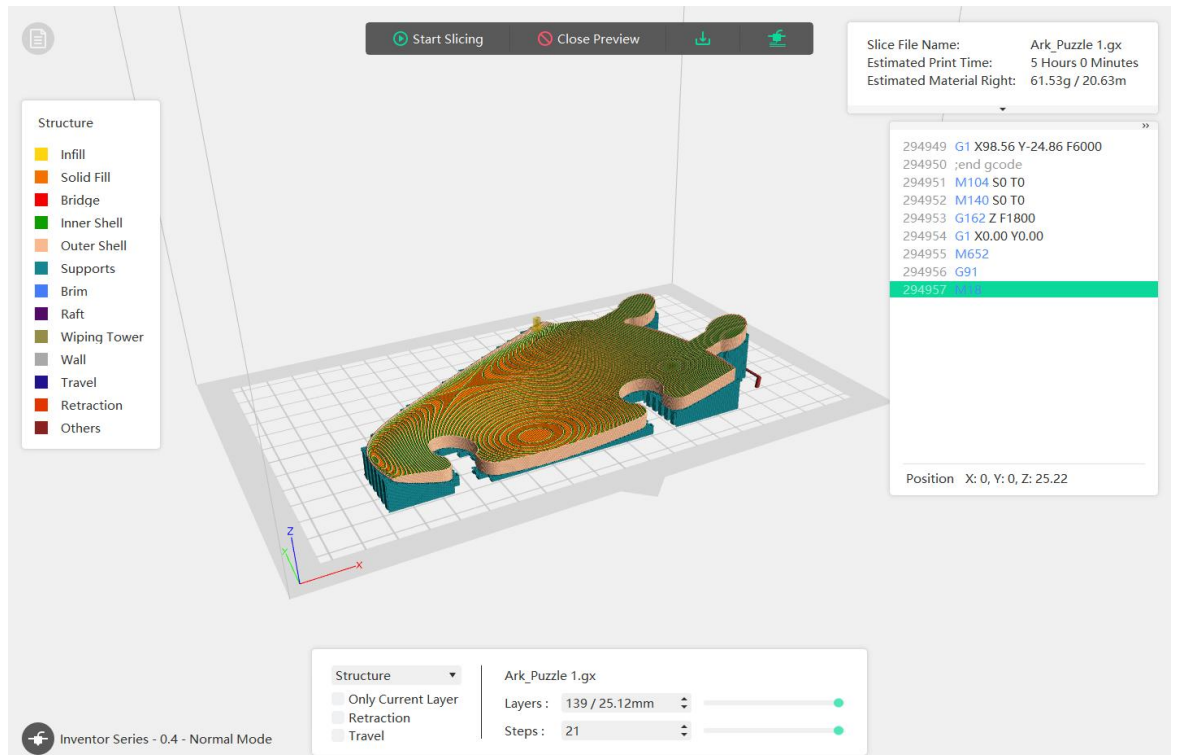 Start Slicing
Close Preview
Slice File Name: Ark_Puzzle 1.gx
Estimated Print Time: 5 Hours 0 Minutes
Estimated Material Right: 61.53g / 20.63m
Structure
Infill
Solid Fill
Bridge
Inner Shell
Outer Shell
Supports
Brim
Raft
Wiping Tower
Wall
Travel
Retraction
Others
»
294949 G1 X98.56 Y-24.86 F6000
294950 ;end gcode
294951 M104 S0 T0
294952 M140 S0 T0
294953 G162 Z F1800
294954 G1 X0.00 Y0.00
294955 M652
294956 G91
294957 M18
Position X: 0, Y: 0, Z: 25.22
Z
Y
X
Structure
Only Current Layer
Retraction
Travel
Ark_Puzzle 1.gx
Layers : 139 / 25.12mm
Steps : 21
Inventor Series - 0.4 - Normal Mode